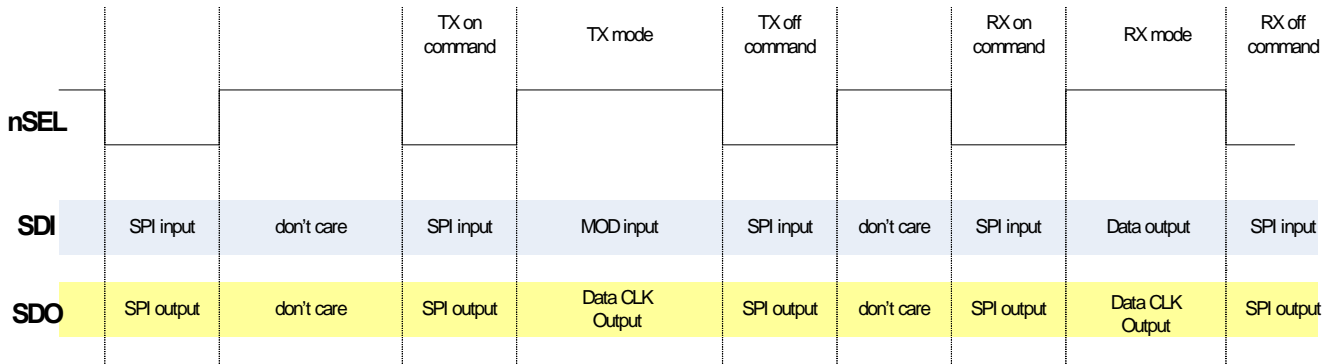 TX on
command
TX mode
TX off
command
RX on
command
RX mode
RX off
command
nSEL
SDI
SPI input
don't care
SPI input
MOD input
SPI input
don't care
SPI input
Data output
SPI input
SDO
SPI output
don't care
SPI output
Data CLK
Output
SPI output
don't care
SPI output
Data CLK
Output
SPI output